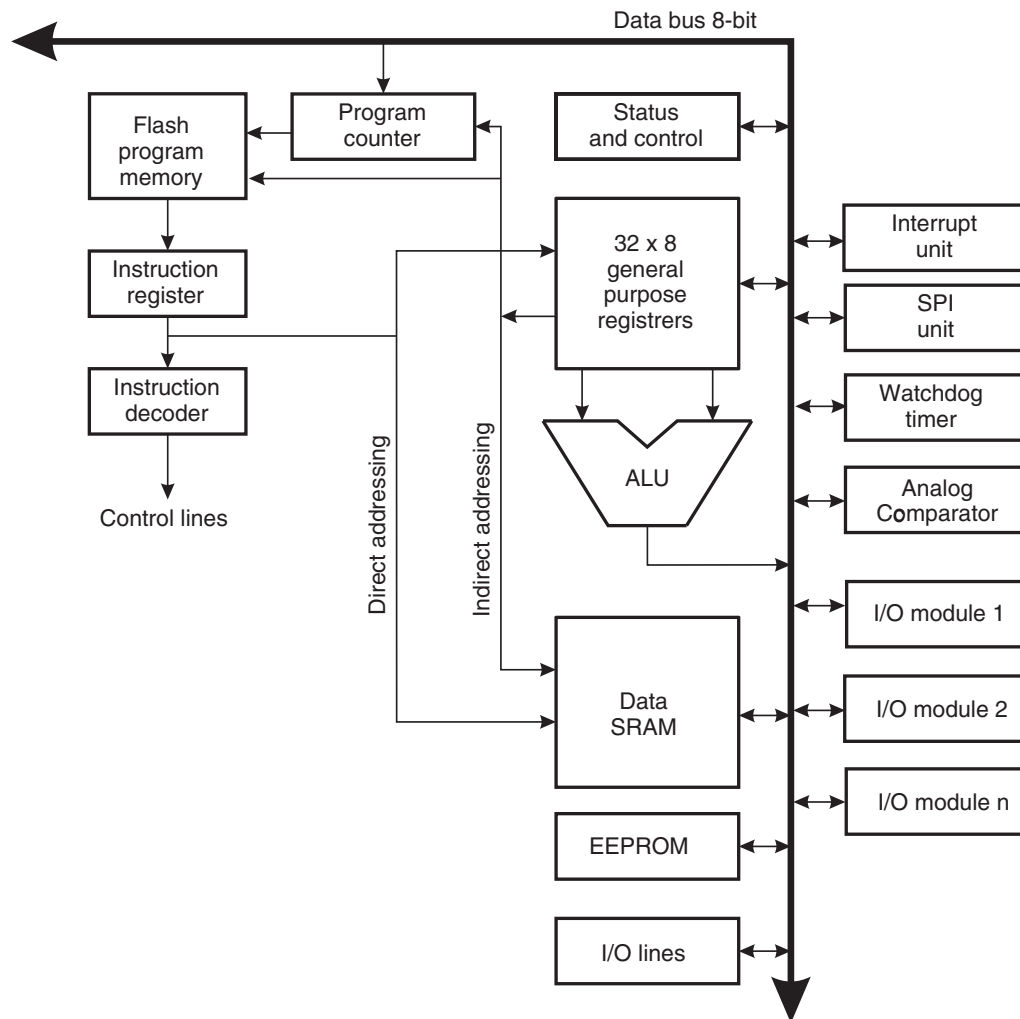 Data bus 8-bit
Flash
program
memory
Program
counter
Status
and control
Instruction
register
32 x 8
general
purpose
registrers
Interrupt
unit
SPI
unit
Instruction
decoder
Watchdog
timer
Control lines
Direct addressing
Indirect addressing
ALU
Analog
Comparator
I/O module 1
Data
SRAM
I/O module 2
I/O module n
EEPROM
I/O lines